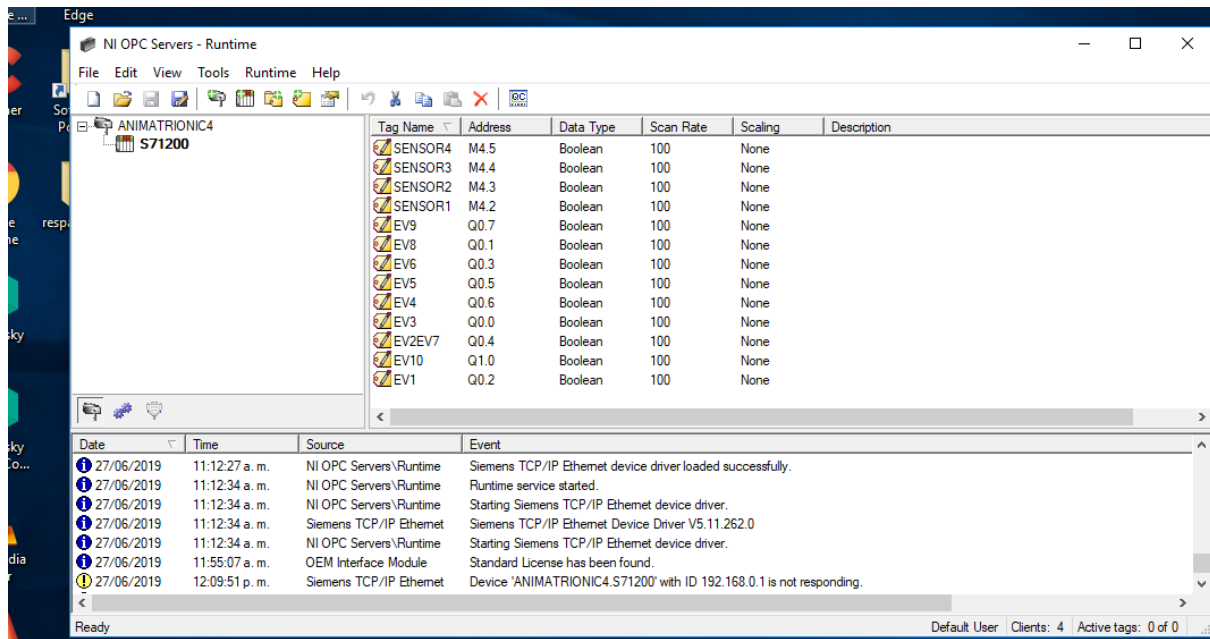 e ... Edge
NI OPC Servers - Runtime
File Edit View Tools Runtime Help
QC
ANIMATRIONIC4
S71200
Tag Name Address Data Type Scan Rate Scaling Description
SENSOR4 M4.5 Boolean 100 None
SENSOR3 M4.4 Boolean 100 None
SENSOR2 M4.3 Boolean 100 None
SENSOR1 M4.2 Boolean 100 None
EV9 Q0.7 Boolean 100 None
EV8 Q0.1 Boolean 100 None
EV6 Q0.3 Boolean 100 None
EV5 Q0.5 Boolean 100 None
EV4 Q0.6 Boolean 100 None
EV3 Q0.0 Boolean 100 None
EV2EV7 Q0.4 Boolean 100 None
EV10 Q1.0 Boolean 100 None
EV1 Q0.2 Boolean 100 None
ner So
Po
e respa
ne
sky
sky
Co...
dia
r
Date Time Source Event
27/06/2019 11:12:27 a. m. NI OPC Servers\Runtime Siemens TCP/IP Ethernet device driver loaded successfully.
27/06/2019 11:12:34 a. m. NI OPC Servers\Runtime Runtime service started.
27/06/2019 11:12:34 a. m. NI OPC Servers\Runtime Starting Siemens TCP/IP Ethernet device driver.
27/06/2019 11:12:34 a. m. Siemens TCP/IP Ethernet Siemens TCP/IP Ethernet Device Driver V5.11.262.0
27/06/2019 11:12:34 a. m. NI OPC Servers\Runtime Starting Siemens TCP/IP Ethernet device driver.
27/06/2019 11:55:07 a. m. OEM Interface Module Standard License has been found.
27/06/2019 12:09:51 p. m. Siemens TCP/IP Ethernet Device 'ANIMATRIONIC4.S71200' with ID 192.168.0.1 is not responding.
Ready Default User Clients: 4 Active tags: 0 of 0